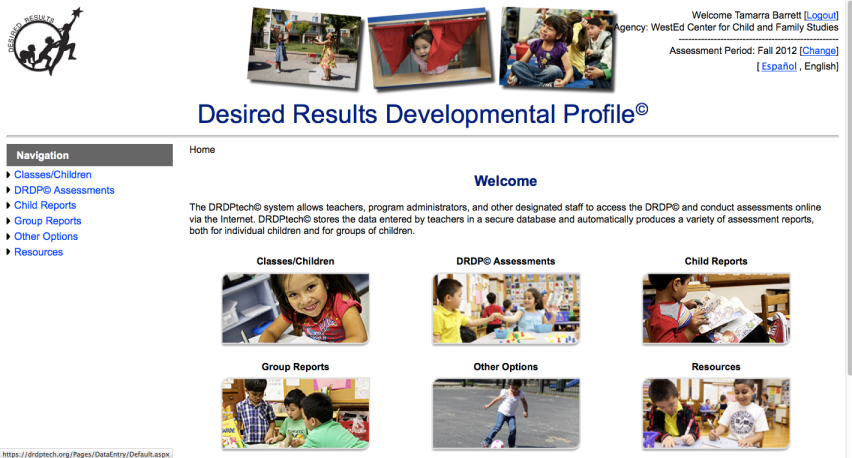 DESIRED RESULTS
Welcome Tamarra Barrett [Logout]
Agency: WestEd Center for Child and Family Studies
Assessment Period: Fall 2012 [Change]
[ Español , English]
Desired Results Developmental Profile©
Navigation
Classes/Children
DRDP© Assessments
Child Reports
Group Reports
Other Options
Resources
Home
Welcome
The DRDPtech© system allows teachers, program administrators, and other designated staff to access the DRDP© and conduct assessments online
via the Internet. DRDPtech© stores the data entered by teachers in a secure database and automatically produces a variety of assessment reports,
both for individual children and for groups of children.
Classes/Children
DRDP© Assessments
Child Reports
Group Reports
Other Options
Resources
https://drdptech.org/Pages/DataEntry/Default.aspx